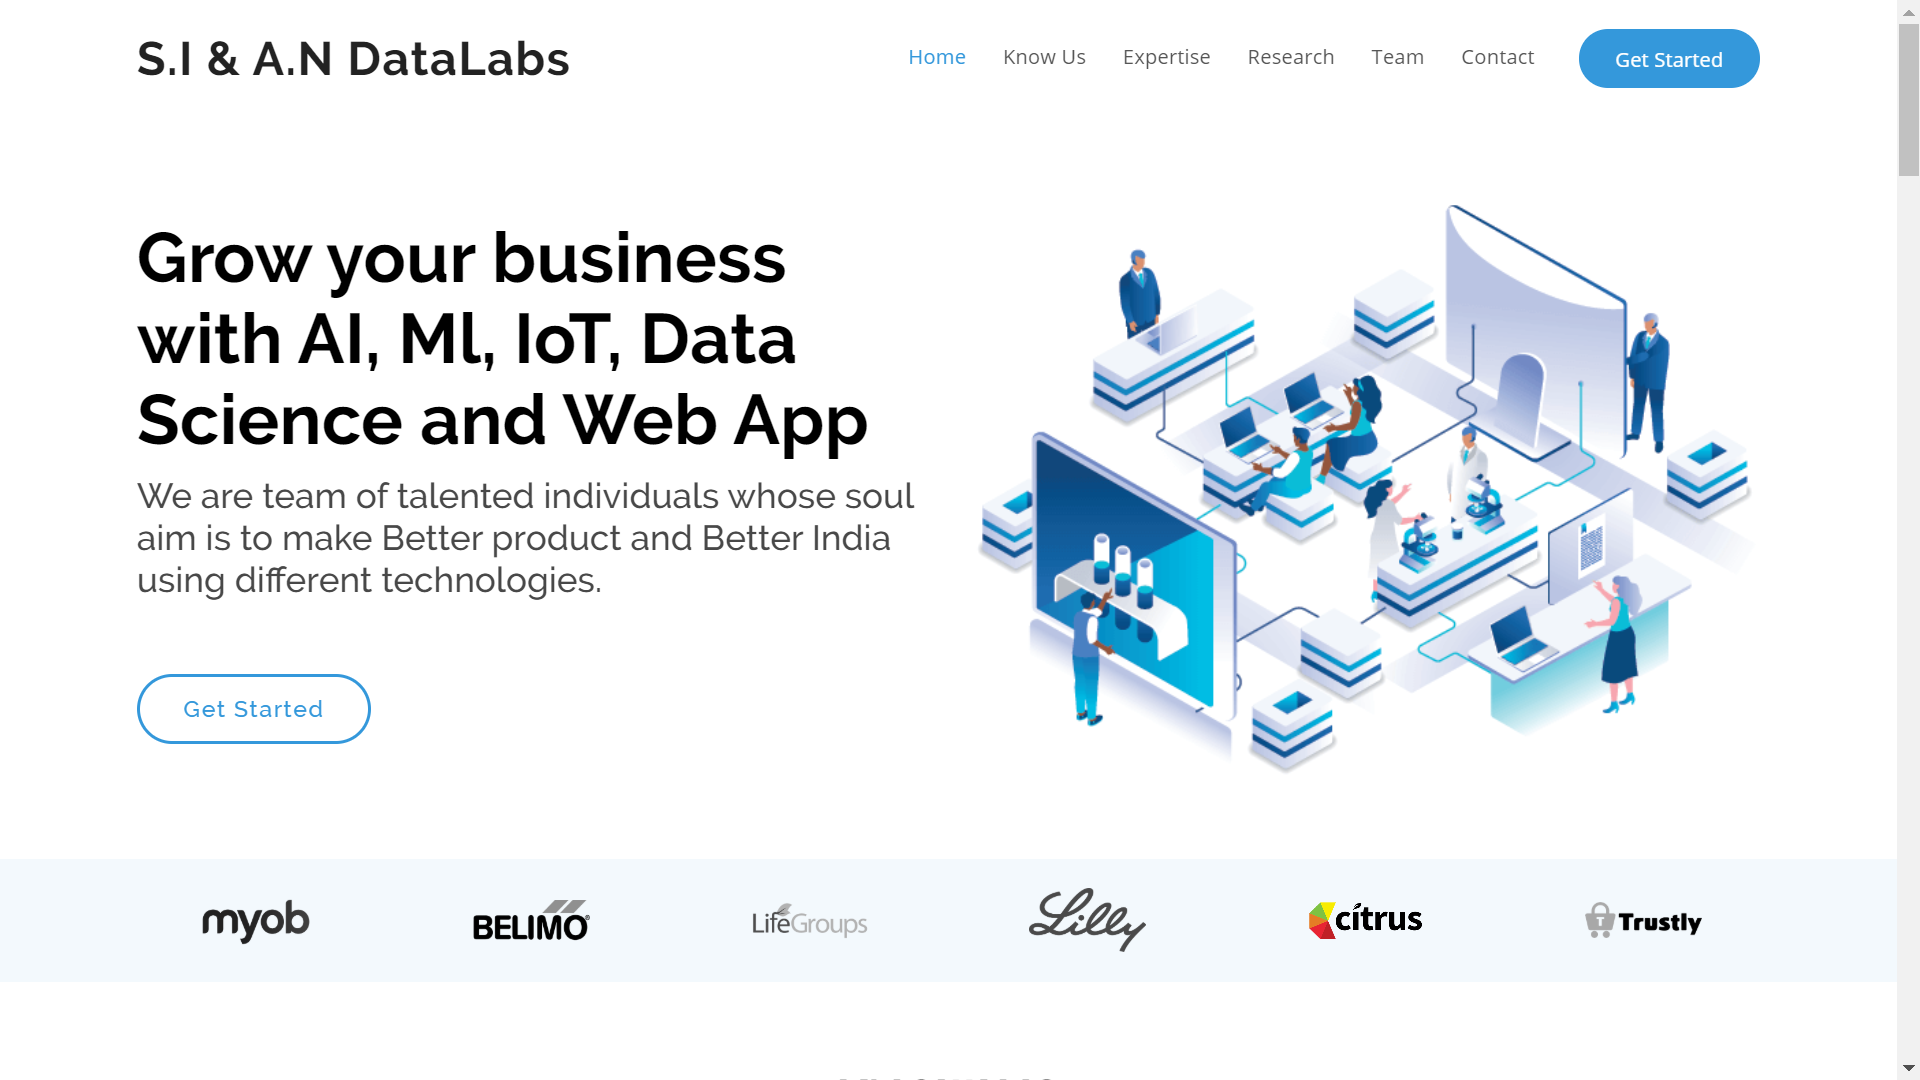 S.I & A.N DataLabs
Home Know Us Expertise Research Team Contact Get Started
Grow your business
with AI, Ml, IoT, Data
Science and Web App
We are team of talented individuals whose soul
aim is to make Better product and Better India
using different technologies.
Get Started
myob BELIMO® LifeGroups Lilly citrus T Trustly